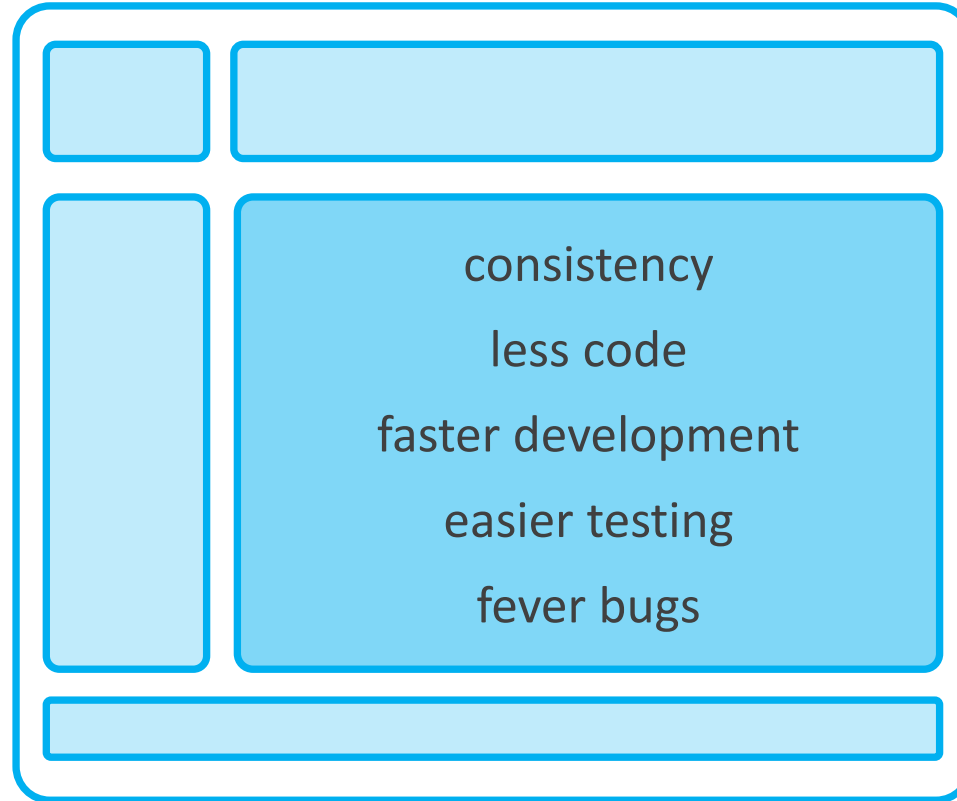 consistency
less code
faster development
easier testing
fever bugs